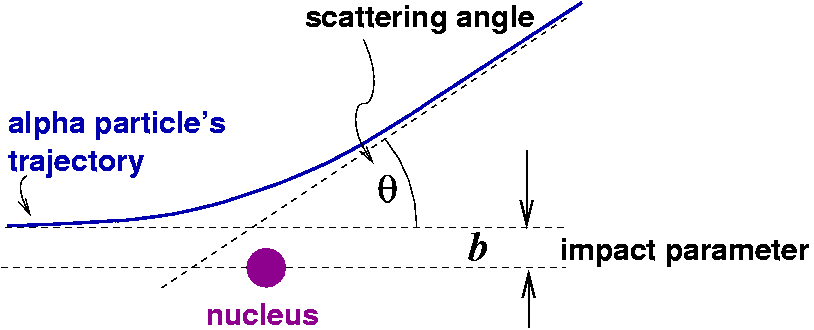 scattering angle
alpha particle's
trajectory
θ
b
impact parameter
nucleus